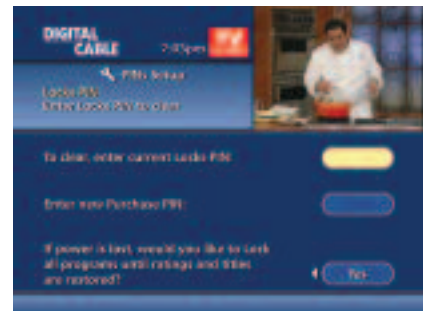 DIGITAL
CABLE
7:05pm
TV
PINs Setup
Locks PIN:
Enter Locks PIN to clear
To clear, enter current Locks PIN:
Enter new Purchase PIN:
If power is lost, would you like to Lock
all programs until ratings and titles
are restored?
Yes